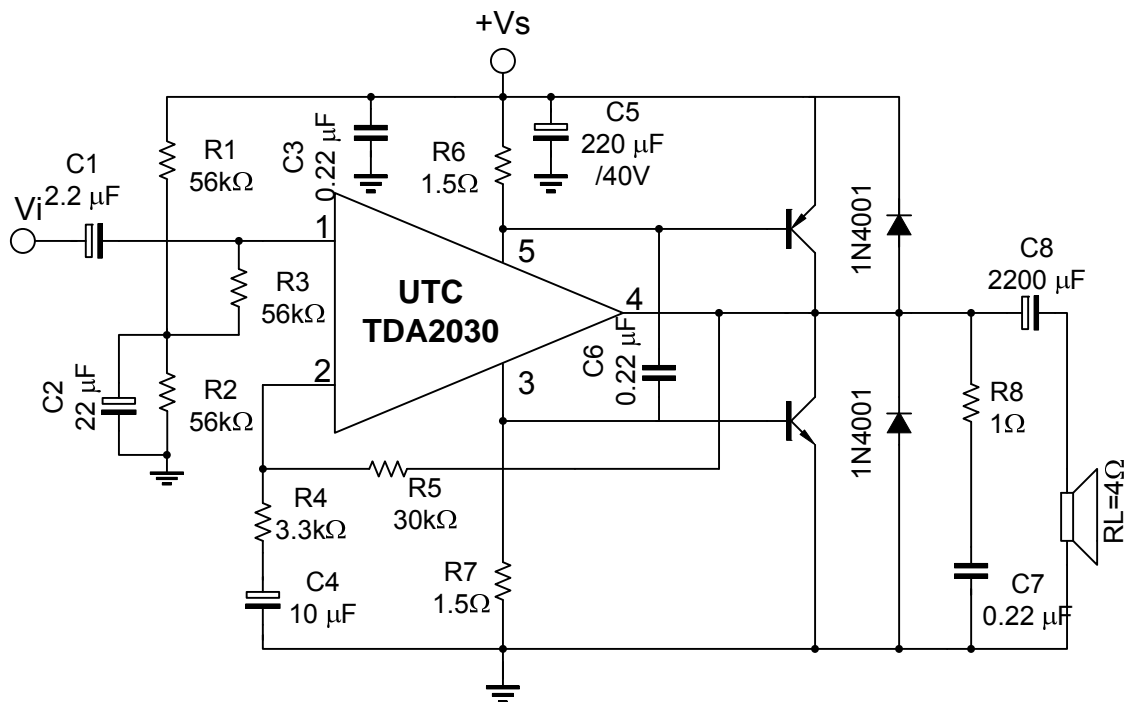 +Vs
C1
2.2 μF
Vi
R1
56kΩ
C3
0.22 μF
R6
1.5Ω
C5
220 μF
/40V
1
R3
56kΩ
UTC
TDA2030
5
4
1N4001
C8
2200 μF
2
3
C6
0.22 μF
C2
22 μF
R2
56kΩ
1N4001
R8
1Ω
R5
30kΩ
R4
3.3kΩ
C4
10 μF
R7
1.5Ω
C7
0.22 μF
RL=4Ω